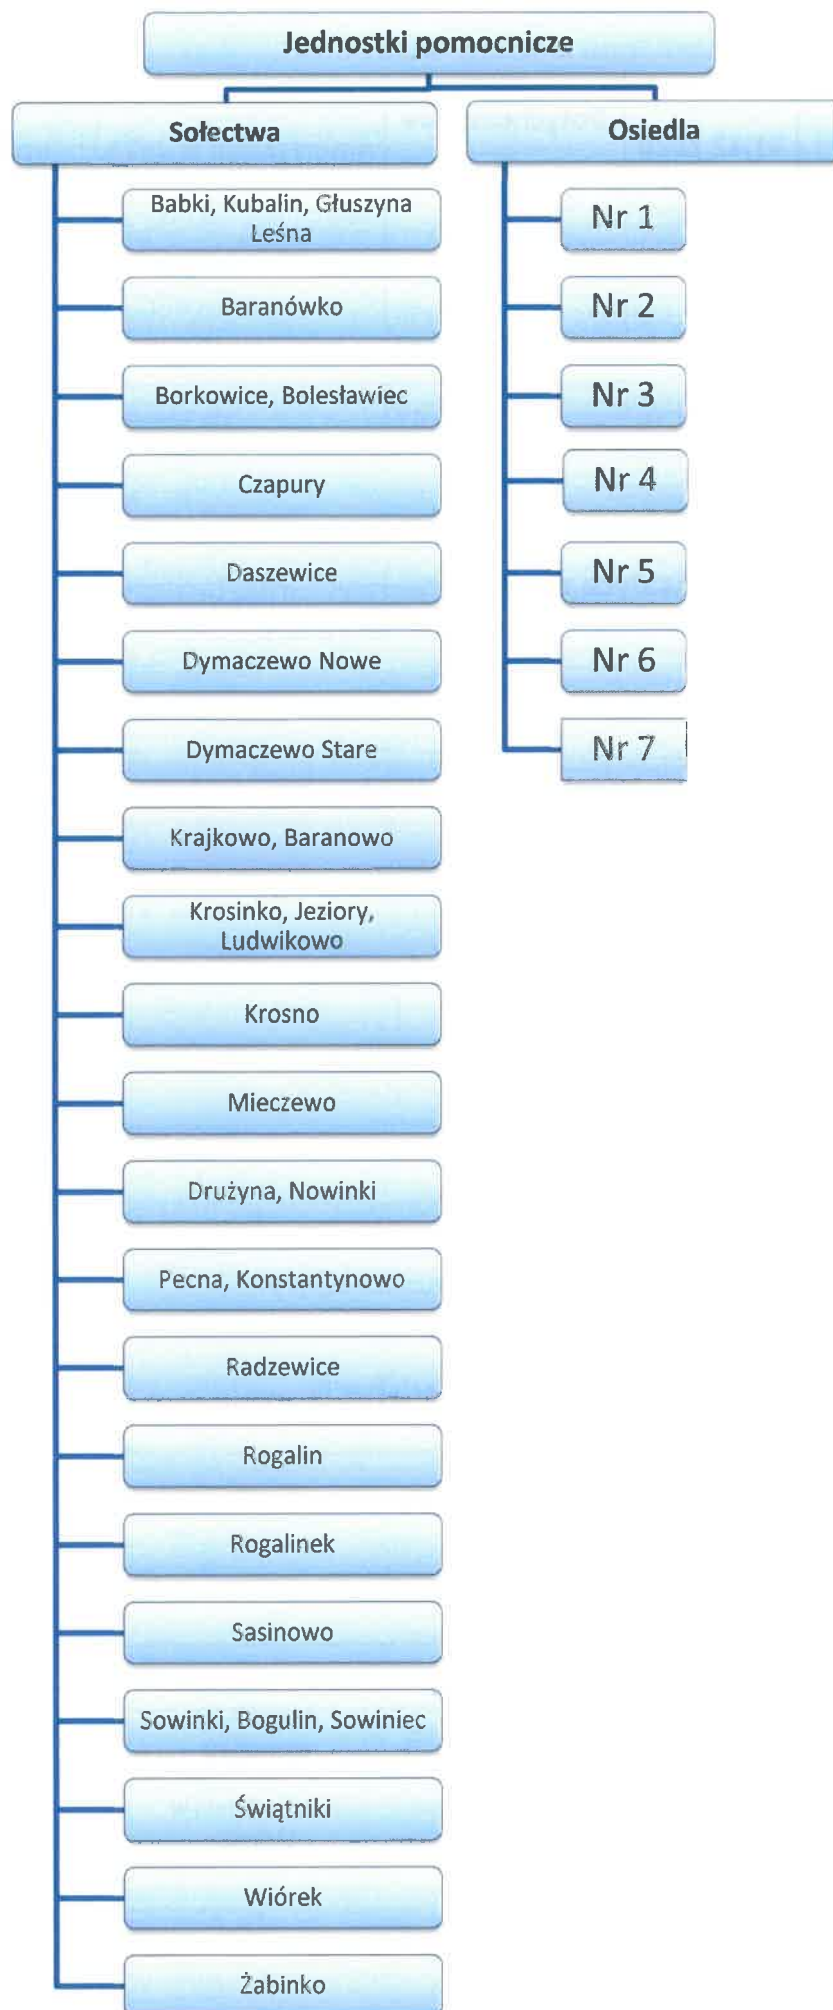 Jednostki pomocnicze
Sołectwa
Babki, Kubalin, Głuszyna
Leśna
Baranówko
Borkowice, Bolesławiec
Czapury
Daszewice
Dymaczewo Nowe
Dymaczewo Stare
Krajkowo, Baranowo
Krosinko, Jeziory,
Ludwikowo
Krosno
Mieczewo
Drużyna, Nowinki
Pecna, Konstantynowo
Radzewice
Rogalin
Rogalinek
Sasinowo
Sowinki, Bogulin, Sowiniec
Świątniki
Wiórek
Żabinko
Osiedla
Nr 1
Nr 2
Nr 3
Nr 4
Nr 5
Nr 6
Nr 7